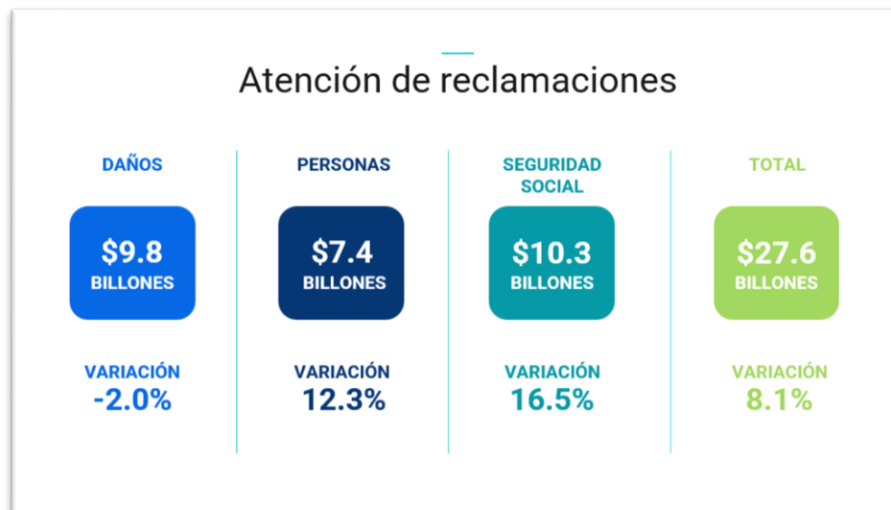 Atención de reclamaciones
DAÑOS
$9.8
BILLONES
VARIACIÓN
-2.0%
PERSONAS
$7.4
BILLONES
VARIACIÓN
12.3%
SEGURIDAD
SOCIAL
$10.3
BILLONES
VARIACIÓN
16.5%
TOTAL
$27.6
BILLONES
VARIACIÓN
8.1%